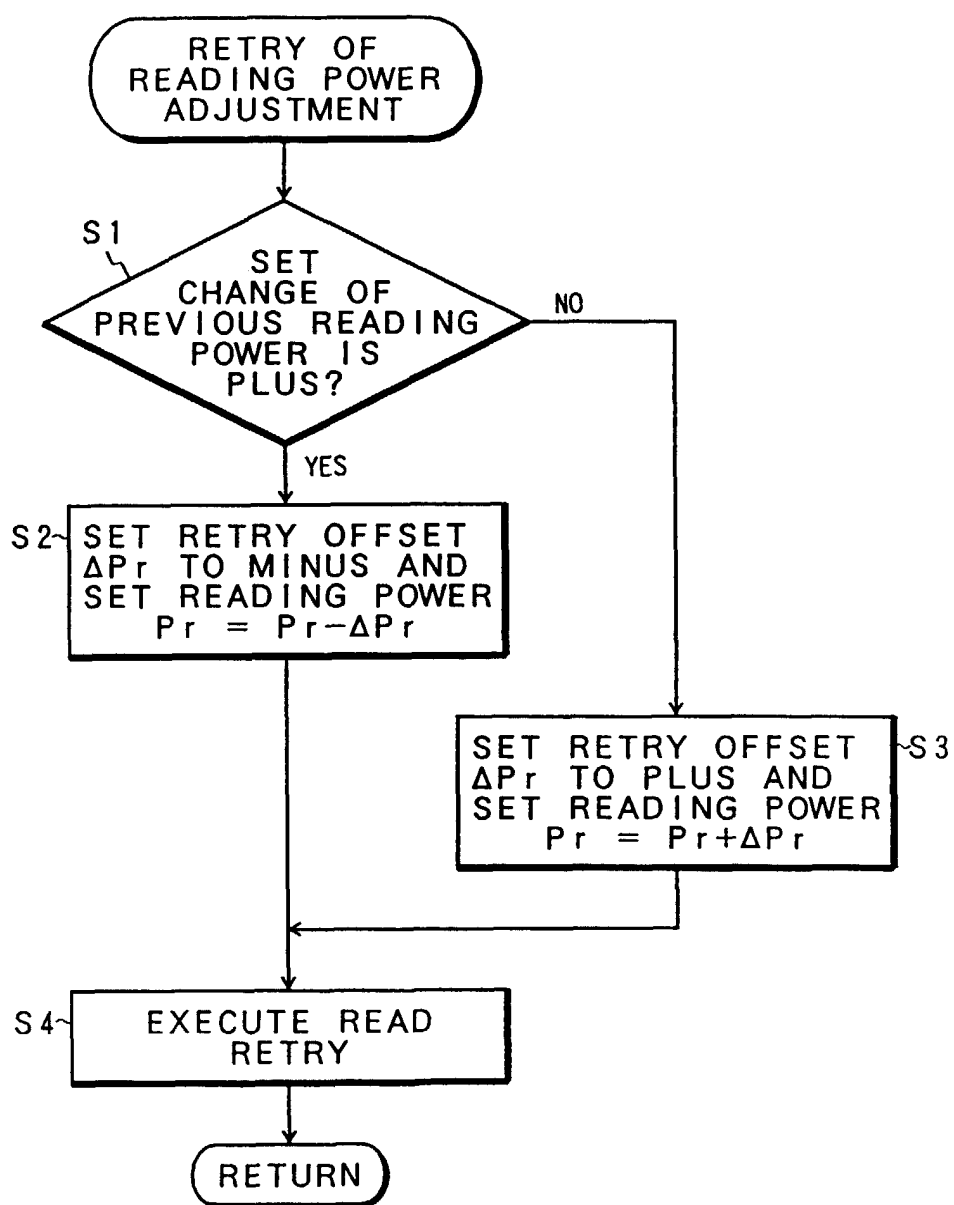 RETRY OF
READING POWER
ADJUSTMENT
S1
SET
CHANGE OF
PREVIOUS READING
POWER IS
PLUS?
NO
YES
S2
SET RETRY OFFSET
ΔPr TO MINUS AND
SET READING POWER
Pr = Pr-ΔPr
S3
SET RETRY OFFSET
ΔPr TO PLUS AND
SET READING POWER
Pr = Pr+ΔPr
S4
EXECUTE READ
RETRY
RETURN